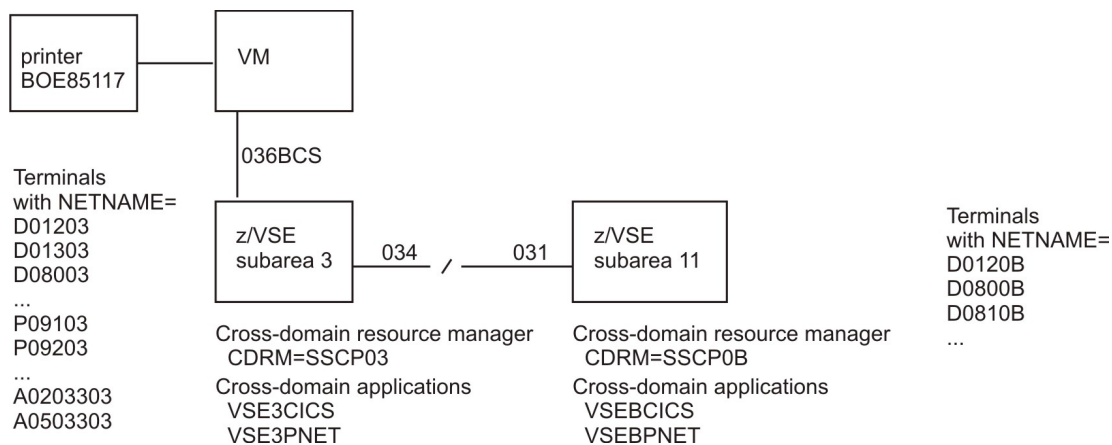 printer
BOE85117
VM
036BCS
Terminals
with NETNAME=
D01203
D01303
D08003
...
P09103
P09203
...
A0203303
A0503303
z/VSE
subarea 3
034
031
z/VSE
subarea 11
Cross-domain resource manager
CDRM=SSCP03
Cross-domain applications
VSE3CICS
VSE3PNET
Cross-domain resource manager
CDRM=SSCP0B
Cross-domain applications
VSEBCICS
VSEBPNET
Terminals
with NETNAME=
D0120B
D0800B
D0810B
...